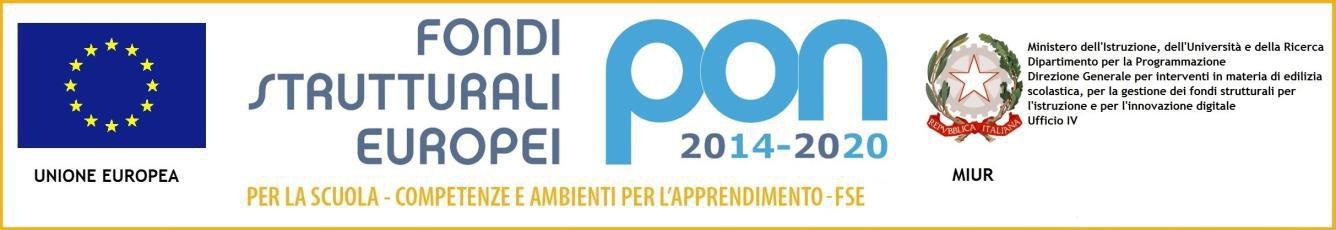 UNIONE EUROPEA
FONDI
STRUTTURALI
EUROPEI
pon
2014-2020
PER LA SCUOLA - COMPETENZE E AMBIENTI PER L'APPRENDIMENTO-FSE
REPVBBLICA ITALIANA
MIUR
Ministero dell'Istruzione, dell'Università e della Ricerca
Dipartimento per la Programmazione
Direzione Generale per interventi in materia di edilizia
scolastica, per la gestione dei fondi strutturali per
l'istruzione e per l'innovazione digitale
Ufficio IV